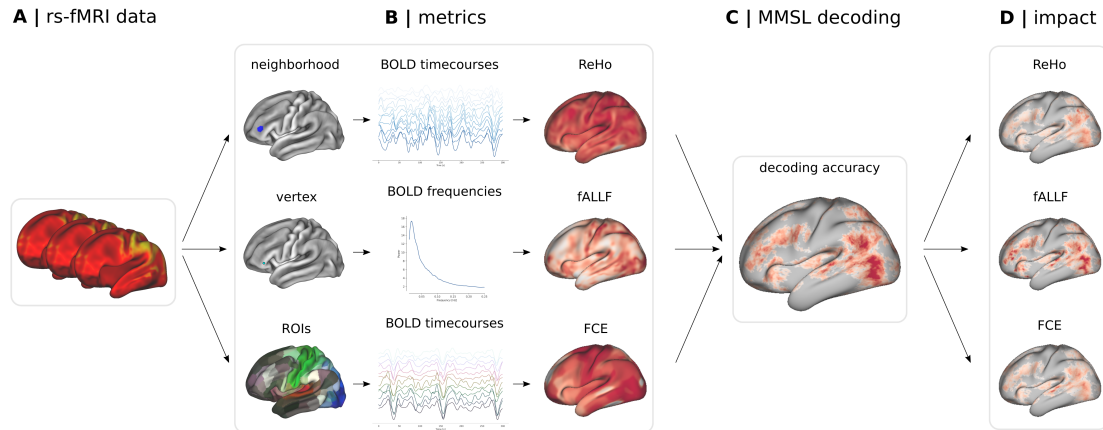 A | rs-fMRI data
B | metrics
C | MMSL decoding
D | impact
neighborhood
BOLD timecourses
ReHo
vertex
BOLD frequencies
fALLF
ROIs
BOLD timecourses
FCE
decoding accuracy
ReHo
fALLF
FCE